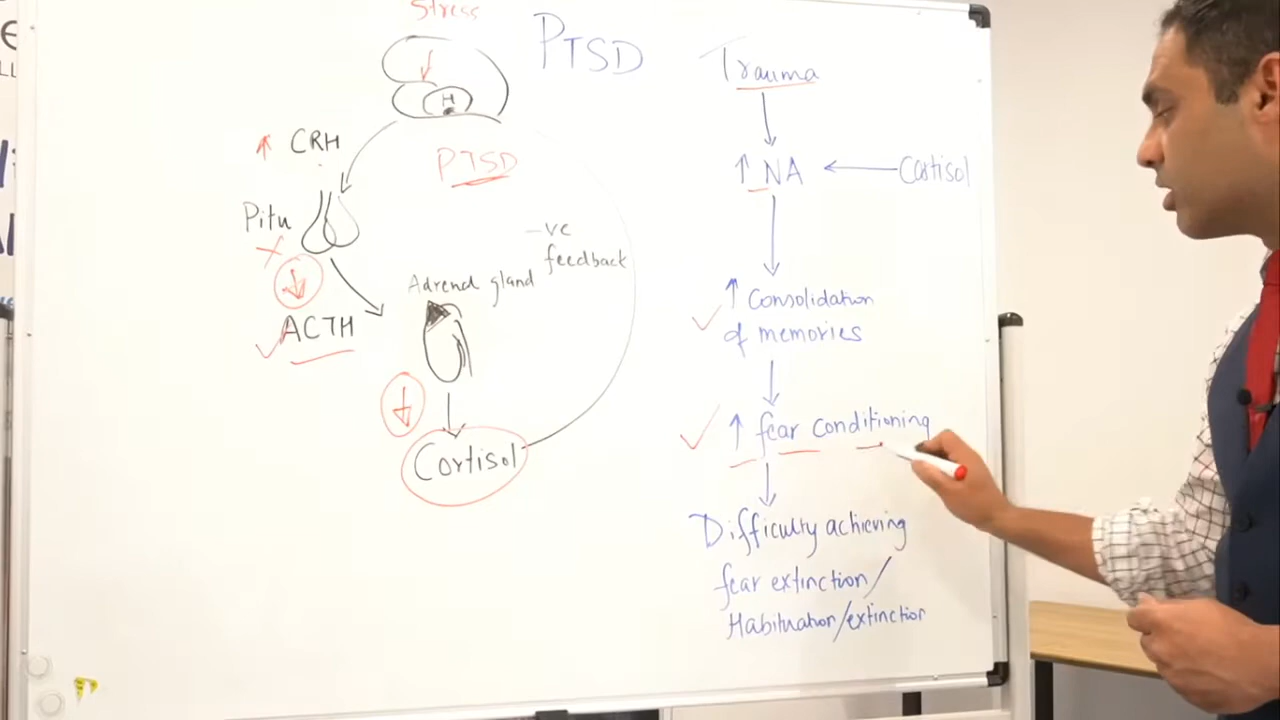 Stress
PTSD
H
↑ CRH
PTSD
Pitu
-ve
feedback
Adrenal gland
ACTH
Cortisol
Trauma
↑ NA ← Cortisol
↑ Consolidation
of memories
↑ fear conditioning
Difficulty achieving
fear extinction/
Habituation/extinction